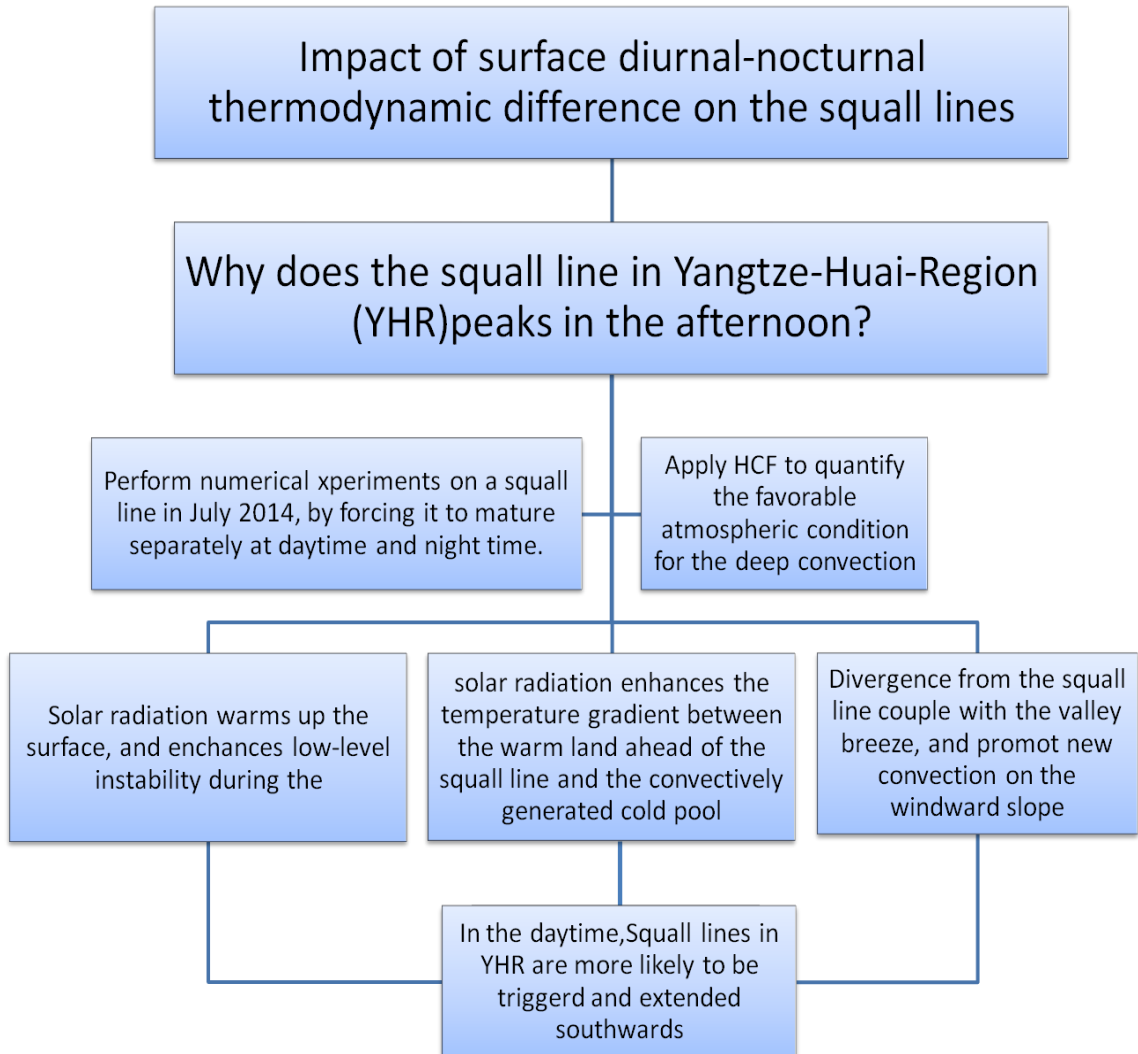 Impact of surface diurnal-nocturnal
thermodynamic difference on the squall lines
Why does the squall line in Yangtze-Huai-Region
(YHR)peaks in the afternoon?
Perform numerical xperiments on a squall
line in July 2014, by forcing it to mature
separately at daytime and night time.
Apply HCF to quantify
the favorable
atmospheric condition
for the deep convection
Solar radiation warms up the
surface, and enchances low-level
instability during the
solar radiation enhances the
temperature gradient between
the warm land ahead of the
squall line and the convectively
generated cold pool
Divergence from the squall
line couple with the valley
breeze, and promot new
convection on the
windward slope
In the daytime,Squall lines in
YHR are more likely to be
triggerd and extended
southwards